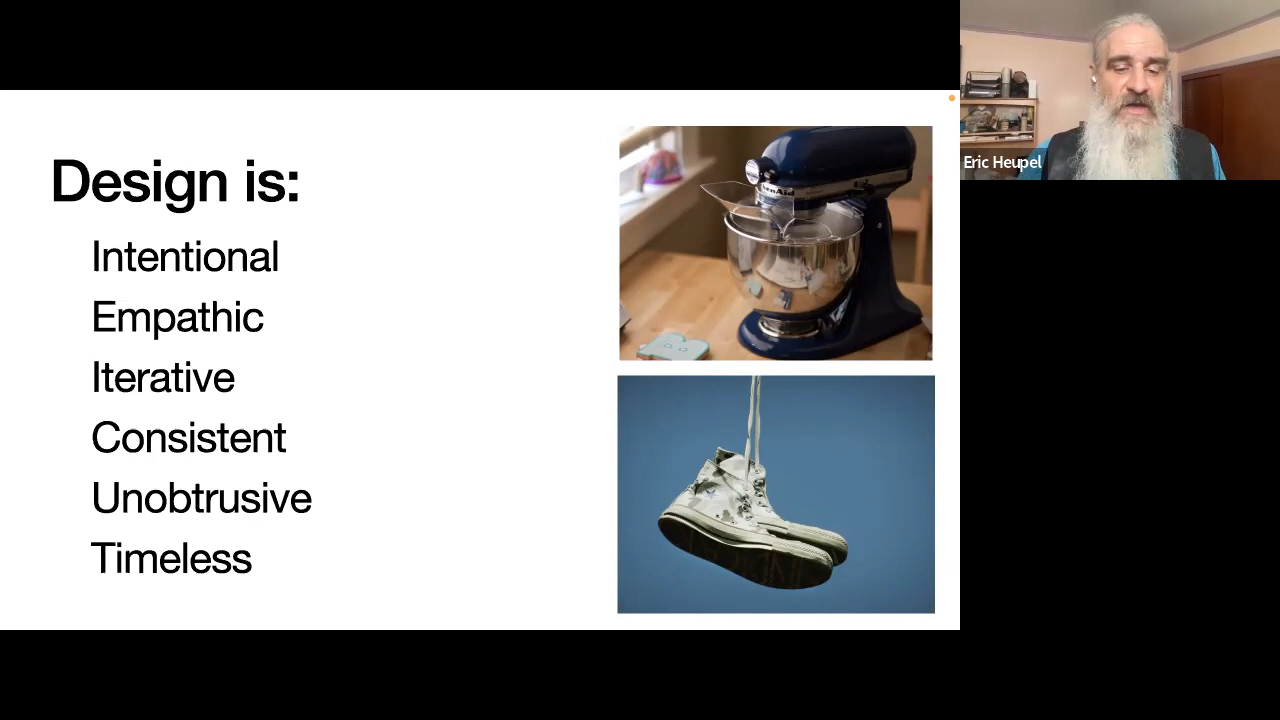 Design is:
Intentional
Empathic
Iterative
Consistent
Unobtrusive
Timeless
Eric Heupel